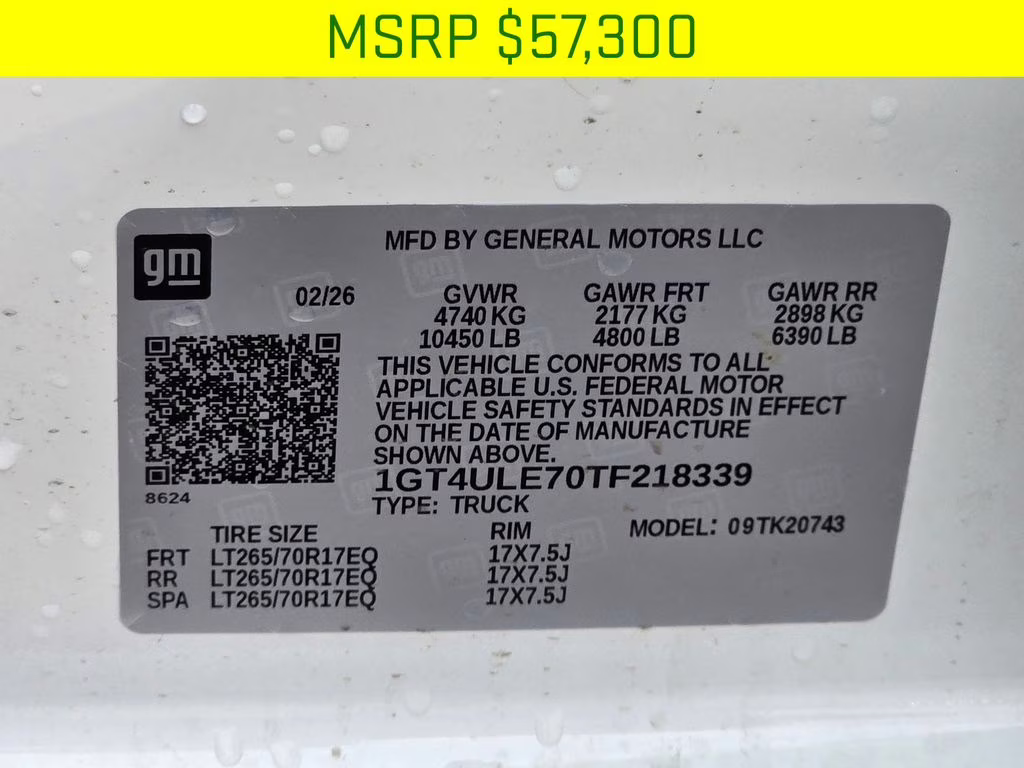 MSRP $57,300
gm
MFD BY GENERAL MOTORS LLC
02/26 GVWR GAWR FRT GAWR RR
4740 KG 2177 KG 2898 KG
10450 LB 4800 LB 6390 LB
THIS VEHICLE CONFORMS TO ALL
APPLICABLE U.S. FEDERAL MOTOR
VEHICLE SAFETY STANDARDS IN EFFECT
ON THE DATE OF MANUFACTURE
SHOWN ABOVE.
1GT4ULE70TF218339
8624
TYPE: TRUCK
TIRE SIZE RIM MODEL: 09TK20743
FRT LT265/70R17EQ 17X7.5J
RR LT265/70R17EQ 17X7.5J
SPA LT265/70R17EQ 17X7.5J